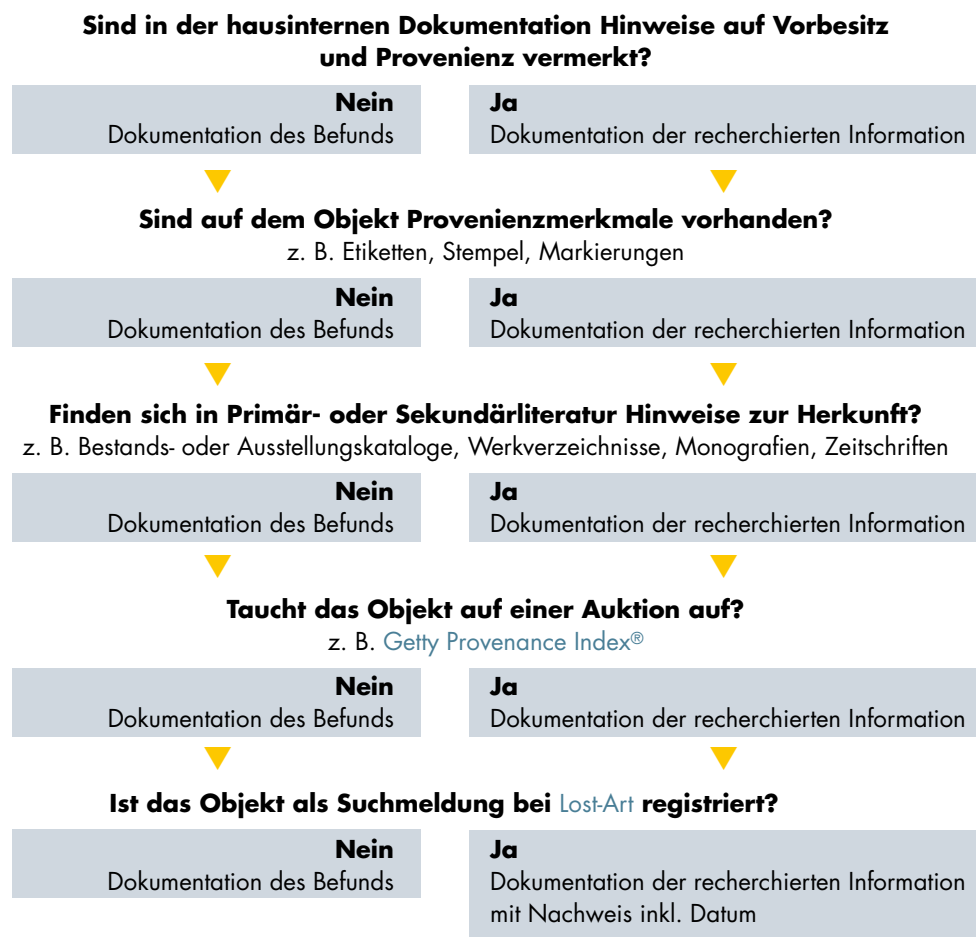 Sind in der hausinternen Dokumentation Hinweise auf Vorbesitz
und Provenienz vermerkt?
Nein
Dokumentation des Befunds
Ja
Dokumentation der recherchierten Information
Sind auf dem Objekt Provenienzmerkmale vorhanden?
z. B. Etiketten, Stempel, Markierungen
Nein
Dokumentation des Befunds
Ja
Dokumentation der recherchierten Information
Finden sich in Primär- oder Sekundärliteratur Hinweise zur Herkunft?
z. B. Bestands- oder Ausstellungskataloge, Werkverzeichnisse, Monografien, Zeitschriften
Nein
Dokumentation des Befunds
Ja
Dokumentation der recherchierten Information
Taucht das Objekt auf einer Auktion auf?
z. B. Getty Provenance Index®
Nein
Dokumentation des Befunds
Ja
Dokumentation der recherchierten Information
Ist das Objekt als Suchmeldung bei Lost-Art registriert?
Nein
Dokumentation des Befunds
Ja
Dokumentation der recherchierten Information
mit Nachweis inkl. Datum